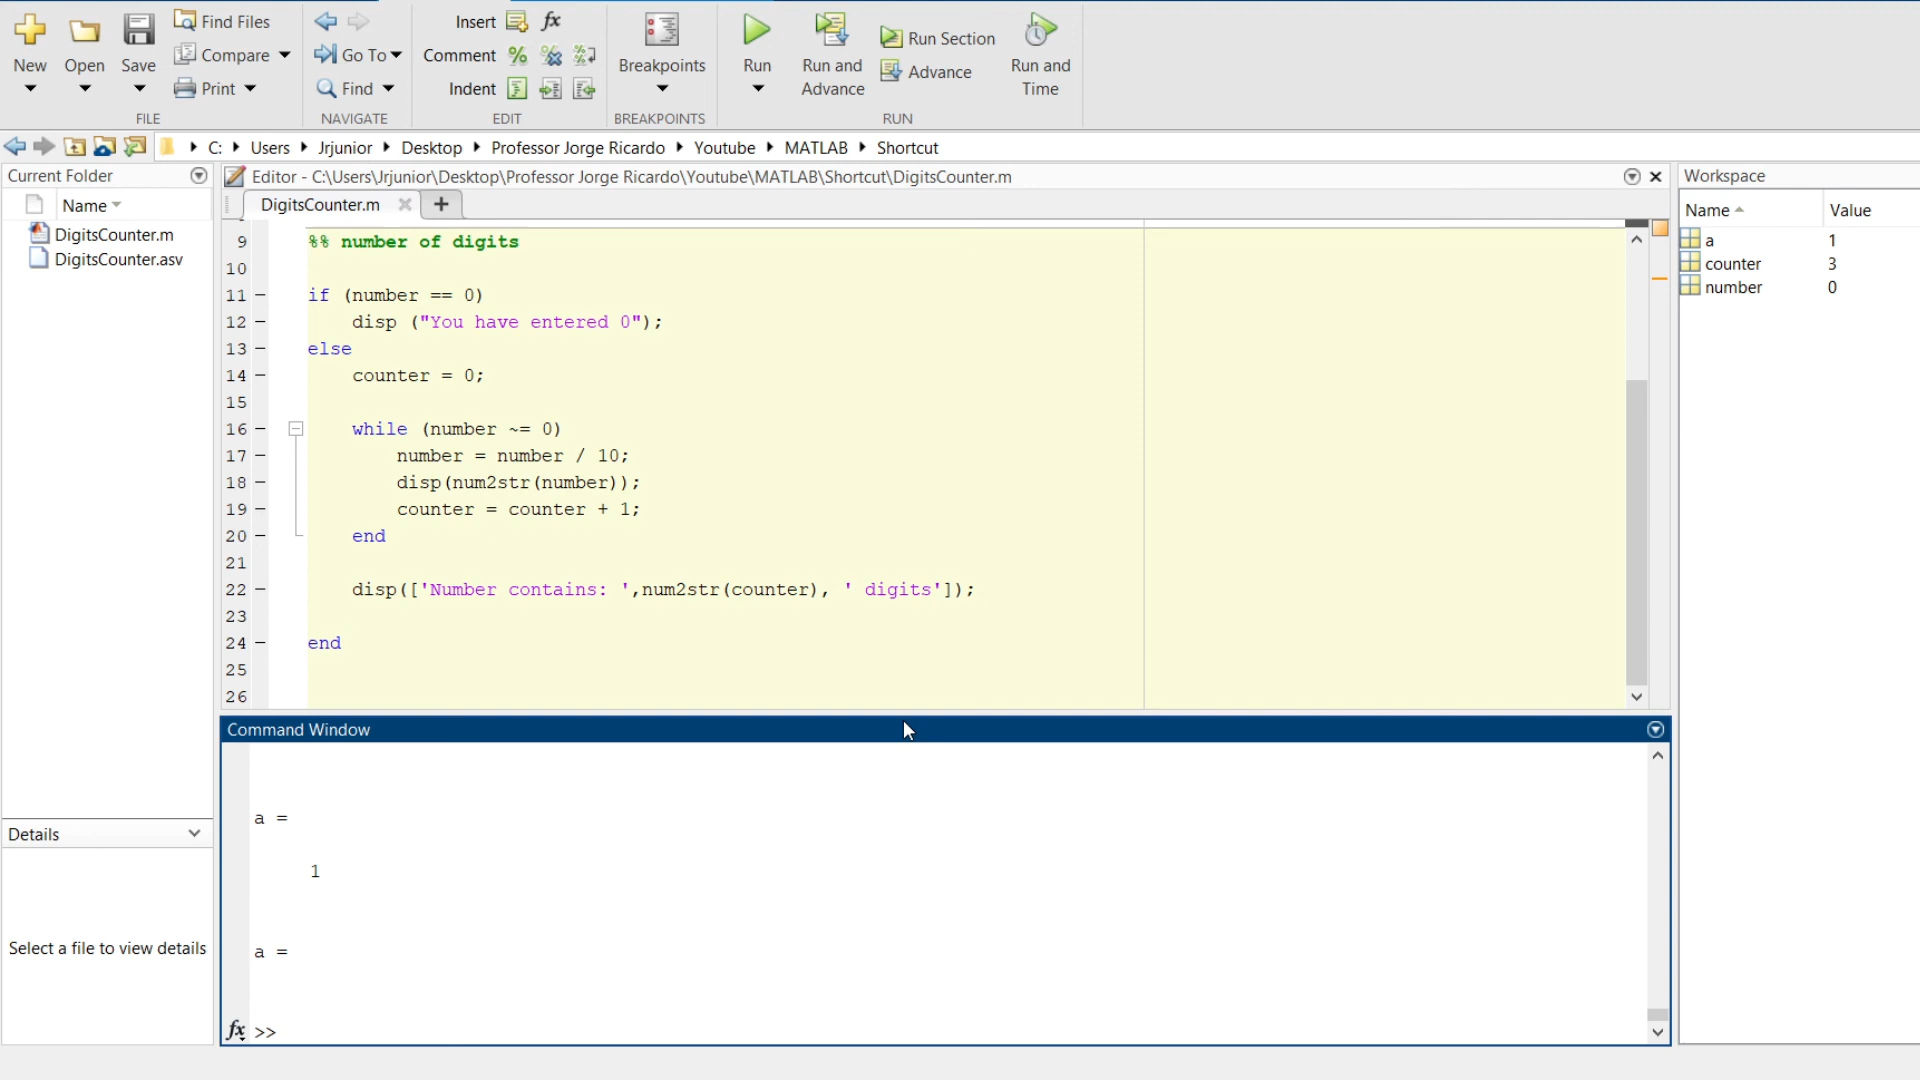 New
Open
Save
Find Files
Compare
Print
FILE
Go To
Find
NAVIGATE
Insert fx
Comment
Indent
EDIT
Breakpoints
BREAKPOINTS
Run
Run and
Advance
Run Section
Advance
Run and
Time
RUN
C: Users Jrjunior Desktop Professor Jorge Ricardo Youtube MATLAB Shortcut
Current Folder
Name
DigitsCounter.m
DigitsCounter.asv
Details
Select a file to view details
Editor - C:\Users\Jrjunior\Desktop\Professor Jorge Ricardo\Youtube\MATLAB\Shortcut\DigitsCounter.m
DigitsCounter.m
9 %% number of digits
10
11 – if (number == 0)
12 – disp ("You have entered 0");
13 – else
14 – counter = 0;
15
16 – while (number ~= 0)
17 – number = number / 10;
18 – disp(num2str(number));
19 – counter = counter + 1;
20 – end
21
22 – disp(['Number contains: ',num2str(counter), ' digits']);
23
24 – end
25
26
Command Window
a =
1
a =
fx >>
Workspace
Name Value
a 1
counter 3
number 0